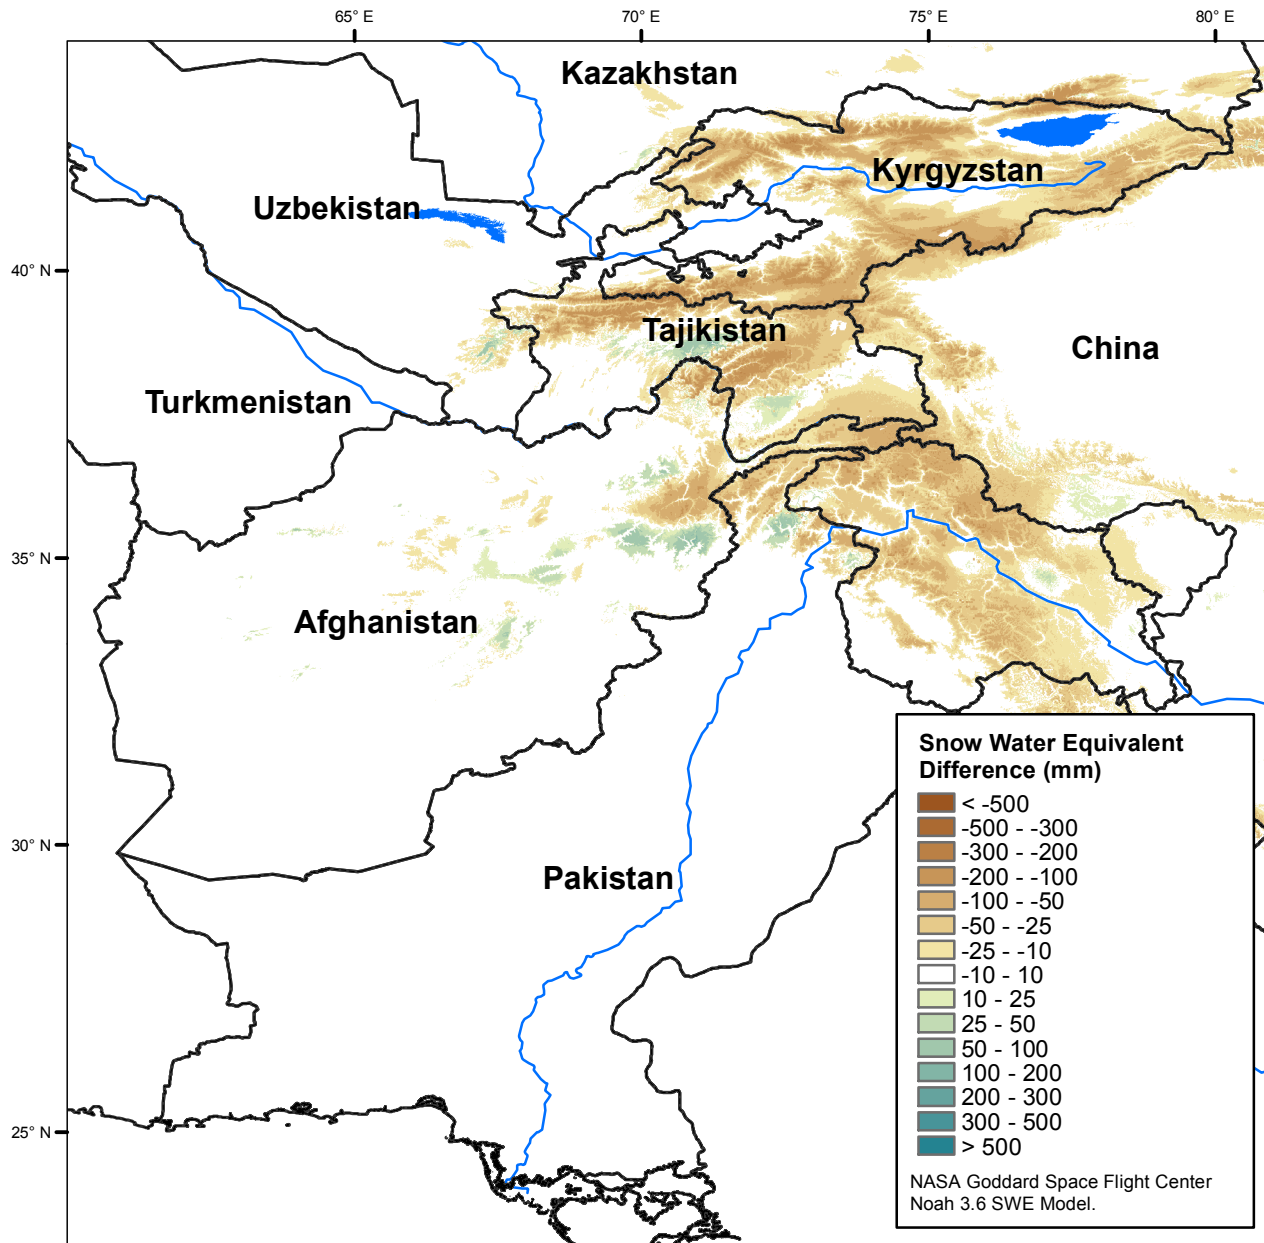 65° E
70° E
75° E
80° E
Kazakhstan
Kyrgyzstan
Uzbekistan
40° N
Tajikistan
China
Turkmenistan
35° N
Afghanistan
Snow Water Equivalent
Difference (mm)
< -500
-500 - -300
-300 - -200
-200 - -100
-100 - -50
-50 - -25
-25 - -10
-10 - 10
10 - 25
25 - 50
50 - 100
100 - 200
200 - 300
300 - 500
> 500
NASA Goddard Space Flight Center
Noah 3.6 SWE Model.
30° N
Pakistan
25° N